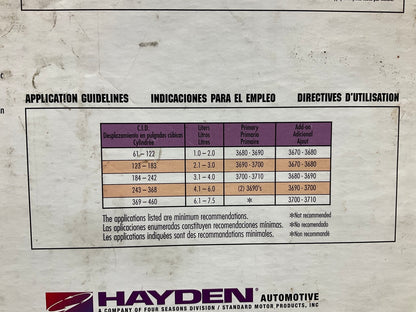 APPLICATION GUIDELINES INDICACIONES PARA EL EMPLEO DIRECTIVES D'UTILISATION
C.I.D. Liters Primary Add-on
Desplazamiento en pulgadas cúbicas Litros Primario Adicional
Cylindrée Litres Primaire Ajout
61 – 122 1.0 – 2.0 3680 - 3690 3670 - 3680
123 – 183 2.1 – 3.0 3690 - 3700 3670 - 3680
184 – 242 3.1 – 4.0 3700 - 3710 3680 - 3690
243 – 368 4.1 – 6.0 (2) 3690's 3690 - 3700
369 – 460 6.1 – 7.5 * 3700 - 3710
The applications listed are minimum recommendations. *Not recommended
Las aplicaciones enumeradas constituyen recomendaciones mínimas. *No recomendado
Les applications indiquées sont des recommandations minimales. *Non recommandé
HAYDEN AUTOMOTIVE
A COMPANY OF FOUR SEASONS DIVISION / STANDARD MOTOR PRODUCTS, INC